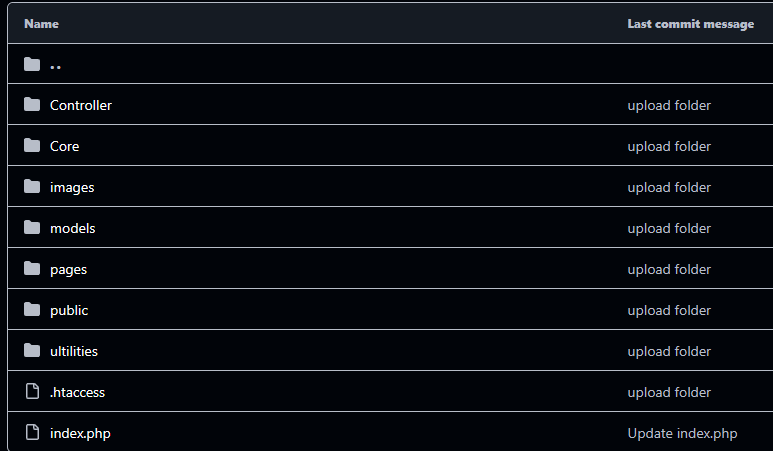 Name Last commit message
..
Controller upload folder
Core upload folder
images upload folder
models upload folder
pages upload folder
public upload folder
ultilities upload folder
.htaccess upload folder
index.php Update index.php